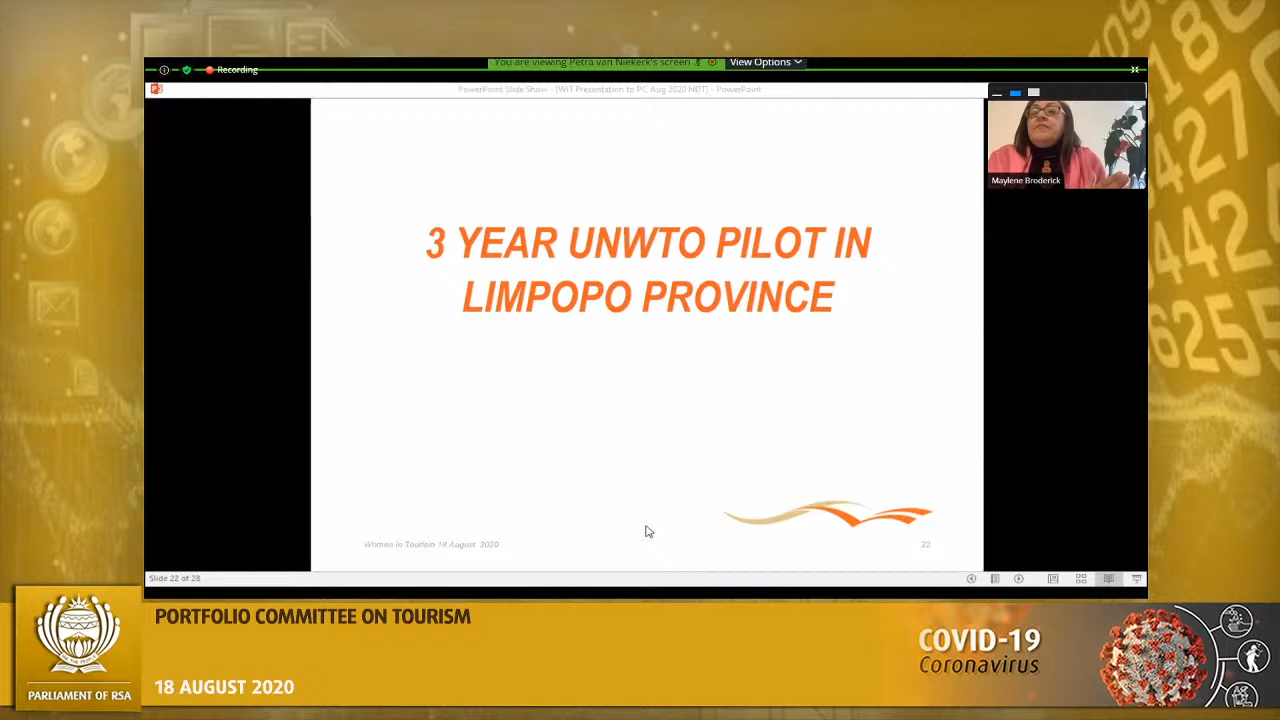 Recording
You are viewing Petra van Niekerk's screen
View Options
PowerPoint Slide Show - [WiT Presentation to PC Aug 2020 NDT] - PowerPoint
Maylene Broderick
3 YEAR UNWTO PILOT IN
LIMPOPO PROVINCE
Women in Tourism 18 August 2020
22
Slide 22 of 28
PORTFOLIO COMMITTEE ON TOURISM
18 AUGUST 2020
PARLIAMENT OF RSA
COVID-19
Coronavirus